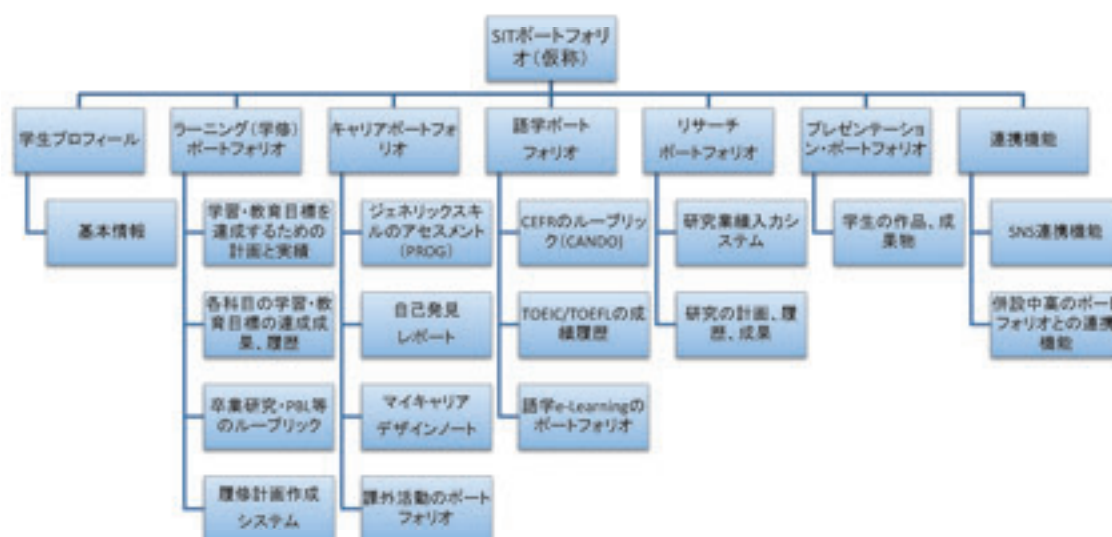 SITポートフォリ
オ(仮称)
学生プロフィール
ラーニング(学修)
ポートフォリオ
キャリアポートフォ
リオ
語学ポート
フォリオ
リサーチ
ポートフォリオ
プレゼンテーショ
ン・ポートフォリオ
連携機能
基本情報
学習・教育目標を
達成するための
計画と実績
各科目の学習・教
育目標の達成成
果、履歴
卒業研究・PBL等
のルーブリック
履修計画作成
システム
ジェネリックスキ
ルのアセスメント
(PROG)
自己発見
レポート
マイキャリア
デザインノート
課外活動のポート
フォリオ
CEFRのルーブリッ
ク(CANDO)
TOEIC/TOEFLの成
績履歴
語学e-Learningの
ポートフォリオ
研究業績入力シ
ステム
研究の計画、履
歴、成果
学生の作品、成
果物
SNS連携機能
併設中高のポート
フォリオとの連携
機能